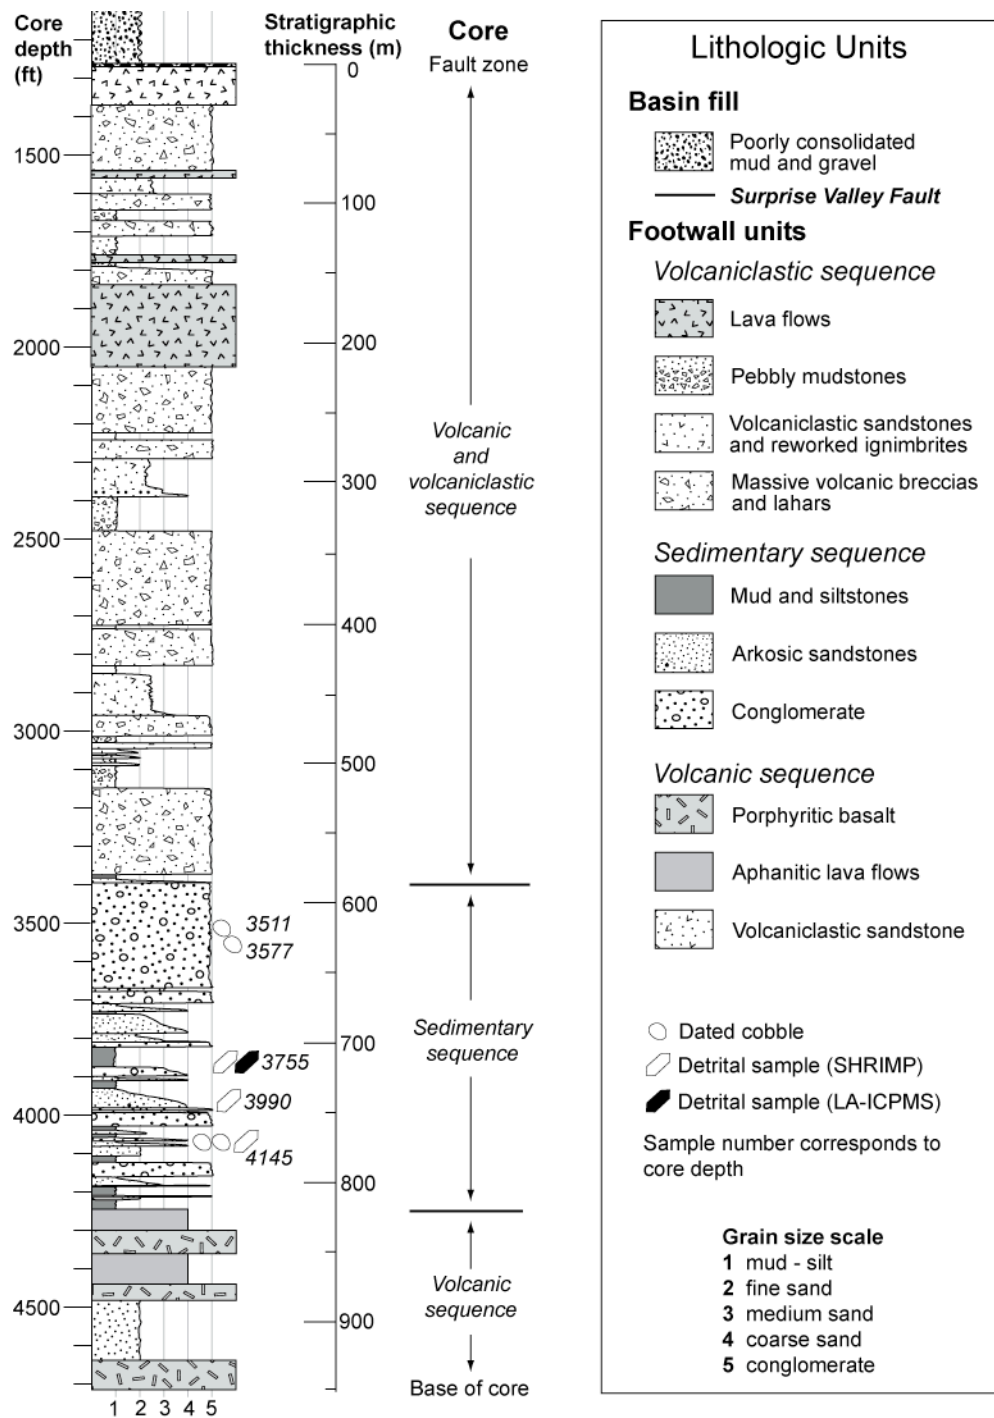 Core
depth
(ft)
Stratigraphic
thickness (m)
Core
Fault zone
0
1500
100
2000
200
Volcanic
and
volcaniclastic
sequence
300
2500
400
3000
500
600
3500
3511
3577
Sedimentary
sequence
700
3755
3990
4000
4145
800
Volcanic
sequence
4500
900
Base of core
1 2 3 4 5
Lithologic Units
Basin fill
Poorly consolidated
mud and gravel
Surprise Valley Fault
Footwall units
Volcaniclastic sequence
Lava flows
Pebbly mudstones
Volcaniclastic sandstones
and reworked ignimbrites
Massive volcanic breccias
and lahars
Sedimentary sequence
Mud and siltstones
Arkosic sandstones
Conglomerate
Volcanic sequence
Porphyritic basalt
Aphanitic lava flows
Volcaniclastic sandstone
Dated cobble
Detrital sample (SHRIMP)
Detrital sample (LA-ICPMS)
Sample number corresponds to
core depth
Grain size scale
1 mud - silt
2 fine sand
3 medium sand
4 coarse sand
5 conglomerate